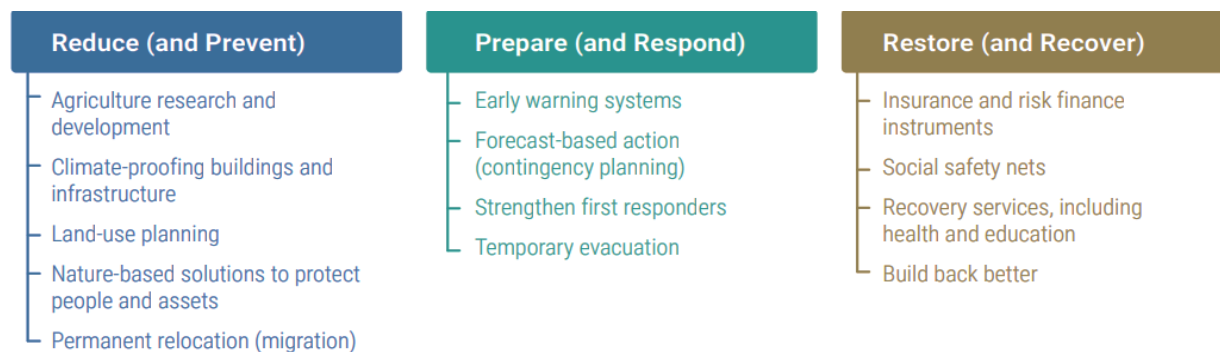 Reduce (and Prevent)
Agriculture research and
development
Climate-proofing buildings and
infrastructure
Land-use planning
Nature-based solutions to protect
people and assets
Permanent relocation (migration)
Prepare (and Respond)
Early warning systems
Forecast-based action
(contingency planning)
Strengthen first responders
Temporary evacuation
Restore (and Recover)
Insurance and risk finance
instruments
Social safety nets
Recovery services, including
health and education
Build back better